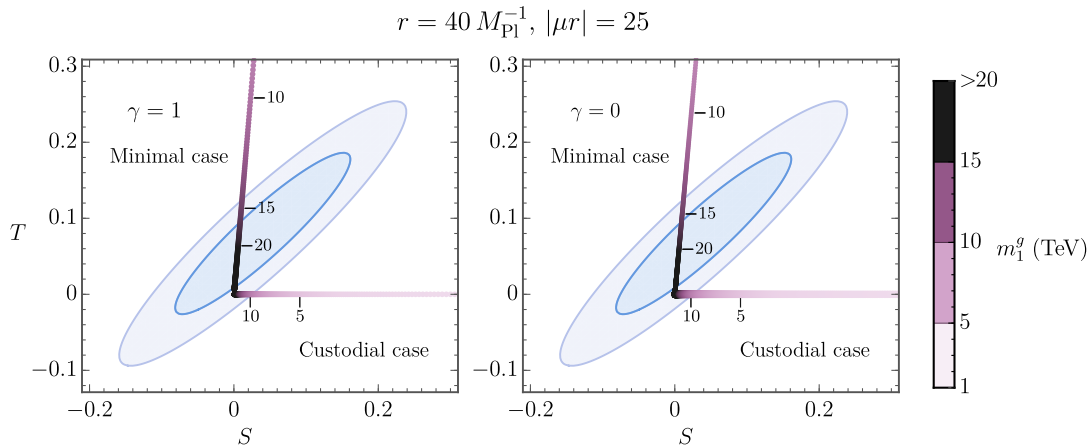 r = 40 M_Pl^{-1}, |μr| = 25
T
0.3
0.2
0.1
0
−0.1
γ = 1
Minimal case
10
15
20
10
5
Custodial case
−0.2
0
0.2
S
γ = 0
Minimal case
10
15
20
10
5
Custodial case
−0.2
0
0.2
S
>20
15
10
5
1
m_1^g (TeV)